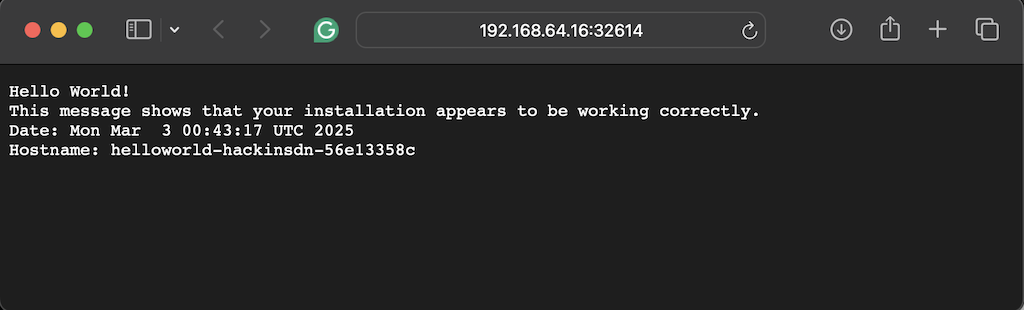 192.168.64.16:32614
Hello World!
This message shows that your installation appears to be working correctly.
Date: Mon Mar  3 00:43:17 UTC 2025
Hostname: helloworld-hackinsdn-56e13358c